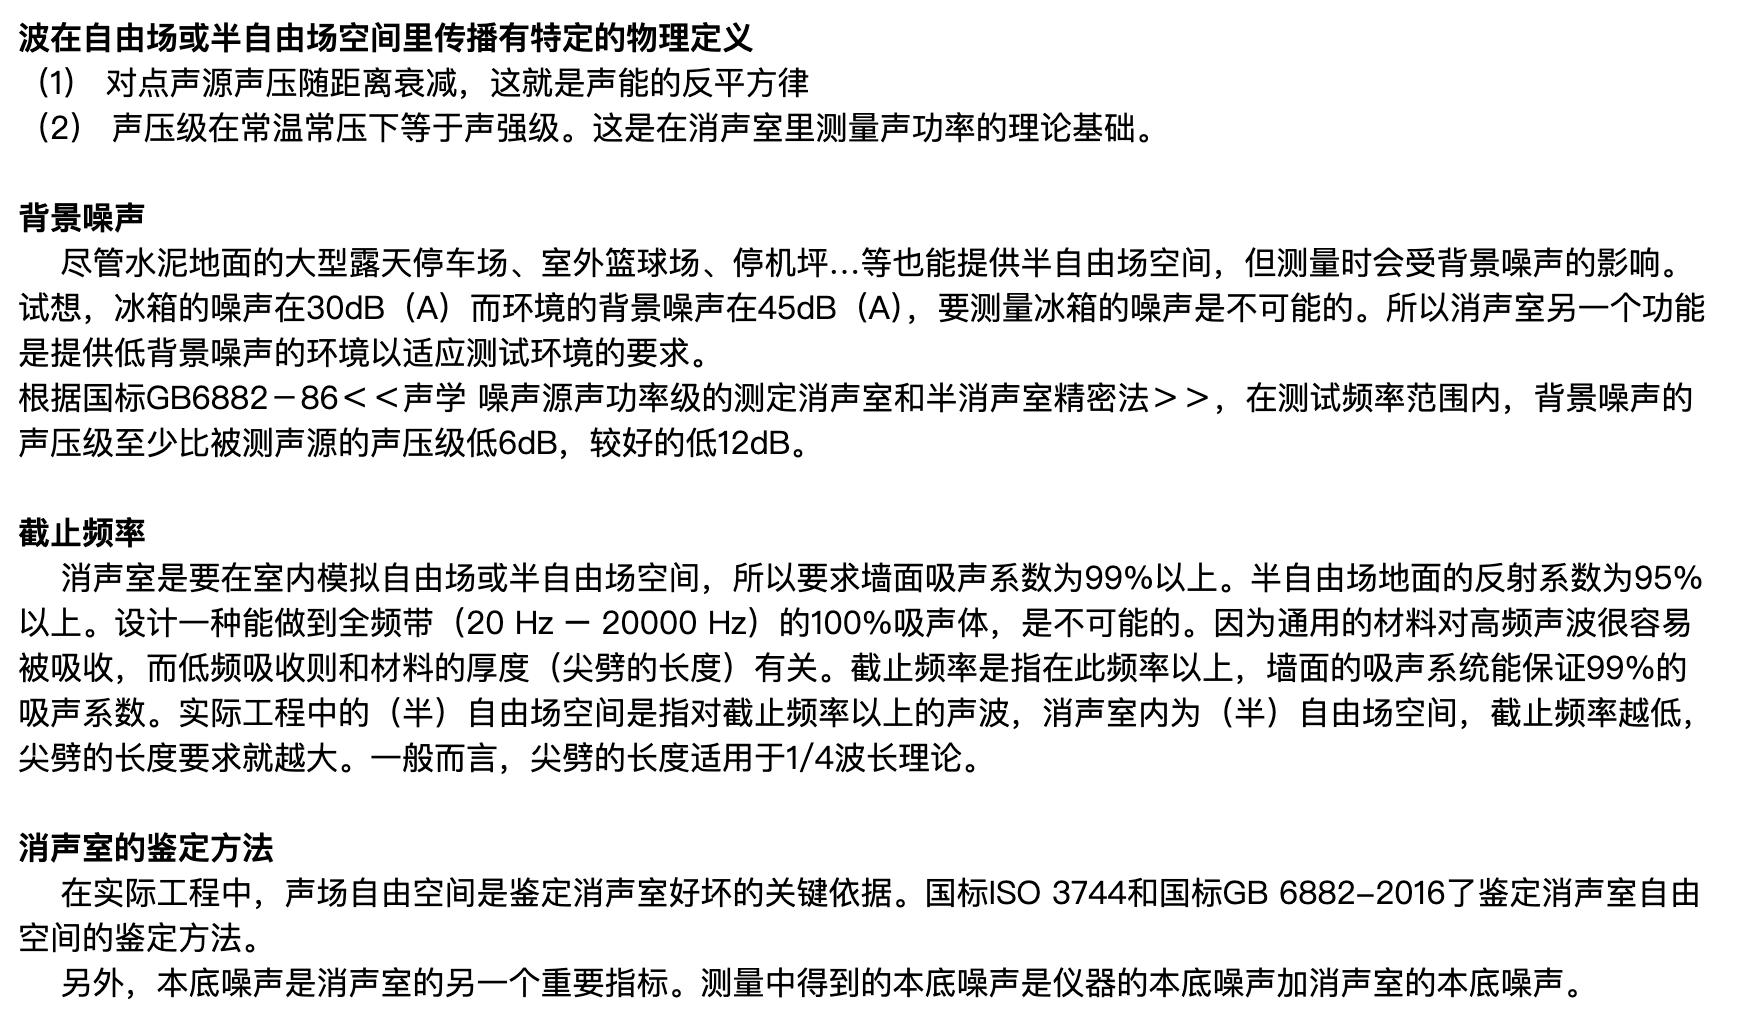 波在自由场或半自由场空间里传播有特定的物理定义
（1） 对点声源声压随距离衰减，这就是声能的反平方律
（2） 声压级在常温常压下等于声强级。这是在消声室里测量声功率的理论基础。
背景噪声
尽管水泥地面的大型露天停车场、室外篮球场、停机坪...等也能提供半自由场空间，但测量时会受背景噪声的影响。
试想，冰箱的噪声在30dB（A）而环境的背景噪声在45dB（A），要测量冰箱的噪声是不可能的。所以消声室另一个功能
是提供低背景噪声的环境以适应测试环境的要求。
根据国标GB6882－86＜＜声学 噪声源声功率级的测定消声室和半消声室精密法＞＞，在测试频率范围内，背景噪声的
声压级至少比被测声源的声压级低6dB，较好的低12dB。
截止频率
消声室是要在室内模拟自由场或半自由场空间，所以要求墙面吸声系数为99%以上。半自由场地面的反射系数为95%
以上。设计一种能做到全频带（20 Hz — 20000 Hz）的100%吸声体，是不可能的。因为通用的材料对高频声波很容易
被吸收，而低频吸收则和材料的厚度（尖劈的长度）有关。截止频率是指在此频率以上，墙面的吸声系统能保证99%的
吸声系数。实际工程中的（半）自由场空间是指对截止频率以上的声波，消声室内为（半）自由场空间，截止频率越低，
尖劈的长度要求就越大。一般而言，尖劈的长度适用于1/4波长理论。
消声室的鉴定方法
在实际工程中，声场自由空间是鉴定消声室好坏的关键依据。国标ISO 3744和国标GB 6882–2016了鉴定消声室自由
空间的鉴定方法。
另外，本底噪声是消声室的另一个重要指标。测量中得到的本底噪声是仪器的本底噪声加消声室的本底噪声。